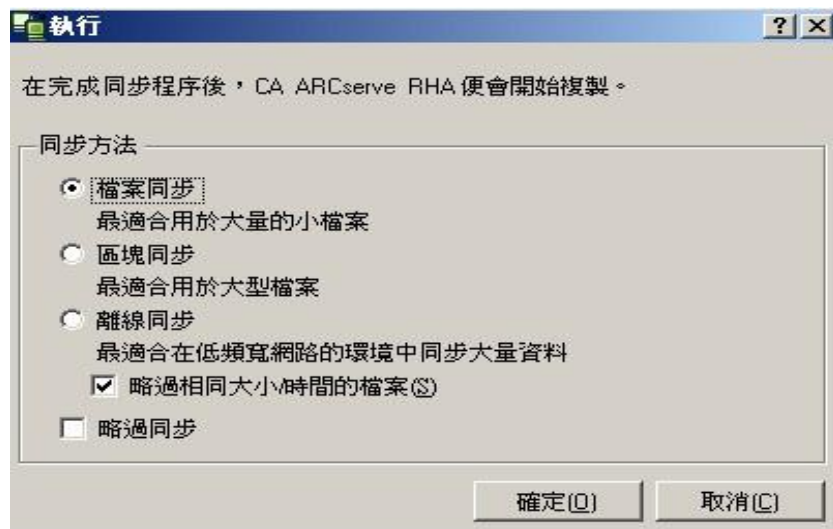 執行
在完成同步程序後，CA ARCserve RHA 便會開始複製。
同步方法
檔案同步
最適合用於大量的小檔案
區塊同步
最適合用於大型檔案
離線同步
最適合在低頻寬網路的環境中同步大量資料
略過相同大小/時間的檔案(S)
略過同步
確定(O) 取消(C)